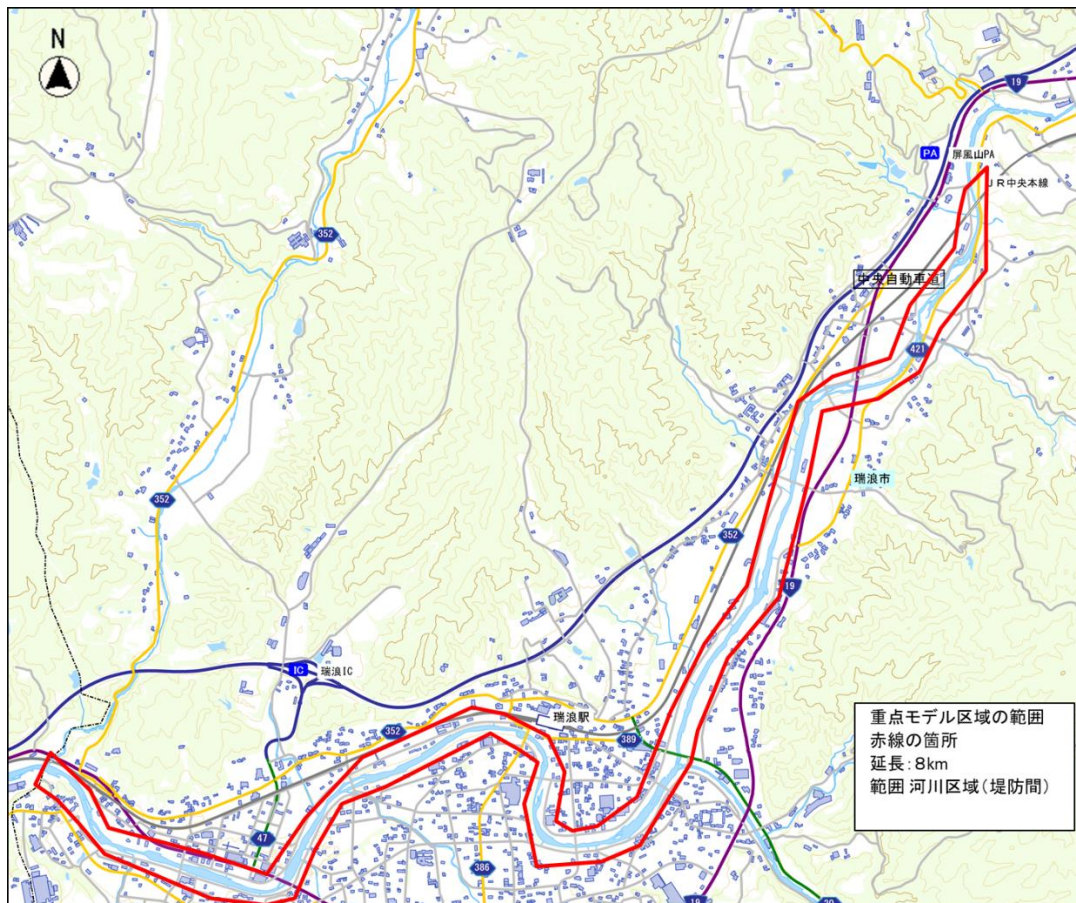 N
19
PA
屏風山PA
JR中央本線
352
中央自動車道
421
352
瑞浪市
352
19
IC
瑞浪IC
瑞浪駅
352
389
重点モデル区域の範囲
赤線の箇所
延長:8km
範囲 河川区域(堤防間)
47
386
19
20